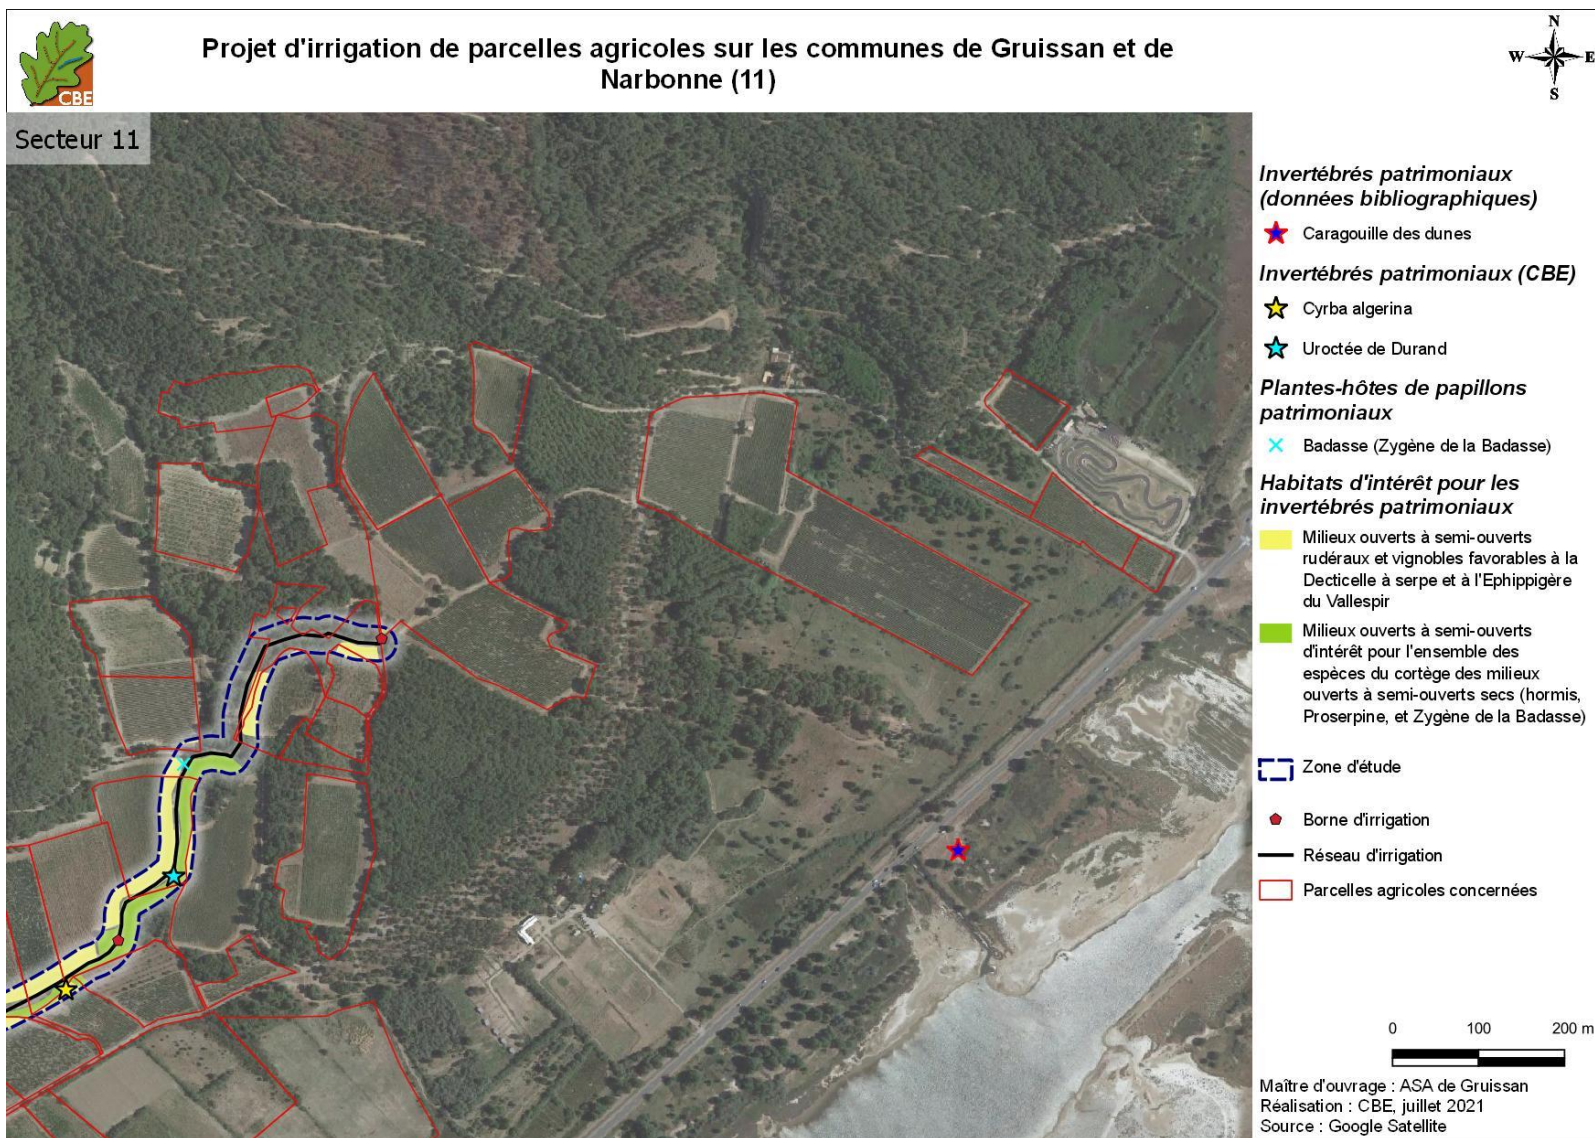 Projet d'irrigation de parcelles agricoles sur les communes de Gruissan et de
Narbonne (11)
CBE
N
W
E
S
Secteur 11
Invertébrés patrimoniaux
(données bibliographiques)
Caragouille des dunes
Invertébrés patrimoniaux (CBE)
Cyrba algerina
Uroctée de Durand
Plantes-hôtes de papillons
patrimoniaux
Badasse (Zygène de la Badasse)
Habitats d'intérêt pour les
invertébrés patrimoniaux
Milieux ouverts à semi-ouverts
rudéraux et vignobles favorables à la
Decticelle à serpe et à l'Ephippigère
du Vallespir
Milieux ouverts à semi-ouverts
d'intérêt pour l'ensemble des
espèces du cortège des milieux
ouverts à semi-ouverts secs (hormis,
Proserpine, et Zygène de la Badasse)
Zone d'étude
Borne d'irrigation
Réseau d'irrigation
Parcelles agricoles concernées
0 100 200 m
Maître d'ouvrage : ASA de Gruissan
Réalisation : CBE, juillet 2021
Source : Google Satellite